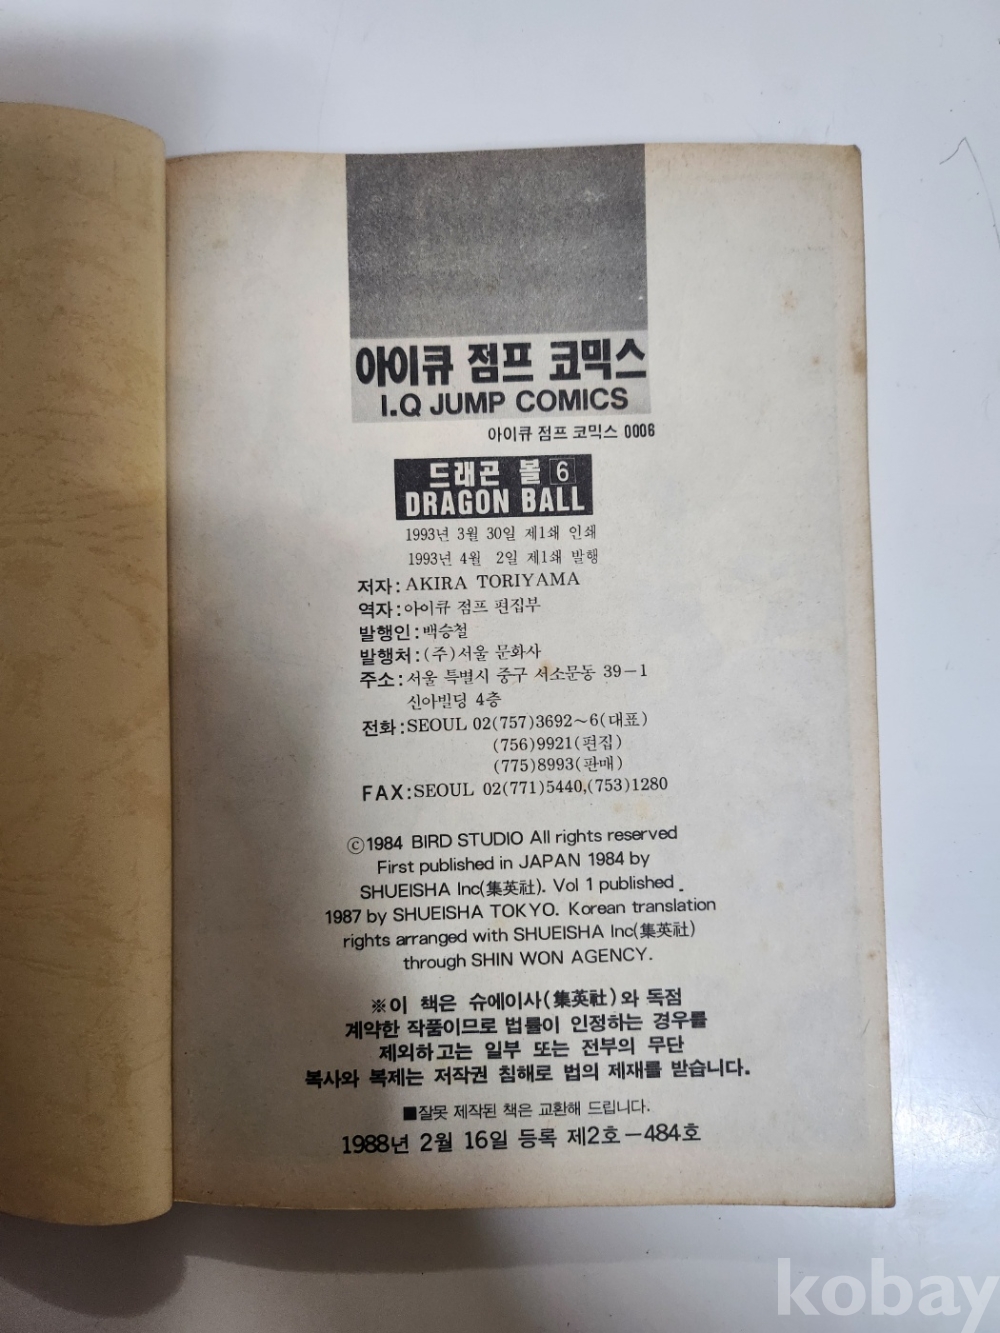 아이큐 점프 코믹스
I.Q JUMP COMICS
아이큐 점프 코믹스 0006
드래곤 볼 6
DRAGON BALL
1993년 3월 30일 제1쇄 인쇄
1993년 4월 2일 제1쇄 발행
저자:AKIRA TORIYAMA
역자:아이큐 점프 편집부
발행인:백승철
발행처:(주)서울 문화사
주소:서울 특별시 중구 서소문동 39-1
신아빌딩 4층
전화:SEOUL 02(757)3692~6(대표)
(756)9921(편집)
(775)8993(판매)
FAX:SEOUL 02(771)5440,(753)1280
ⓒ1984 BIRD STUDIO All rights reserved
First published in JAPAN 1984 by
SHUEISHA Inc(集英社). Vol 1 published.
1987 by SHUEISHA TOKYO. Korean translation
rights arranged with SHUEISHA Inc(集英社)
through SHIN WON AGENCY.
※이 책은 슈에이사(集英社)와 독점
계약한 작품이므로 법률이 인정하는 경우를
제외하고는 일부 또는 전부의 무단
복사와 복제는 저작권 침해로 법의 제재를 받습니다.
■잘못 제작된 책은 교환해 드립니다.
1988년 2월 16일 등록 제2호-484호
kobay